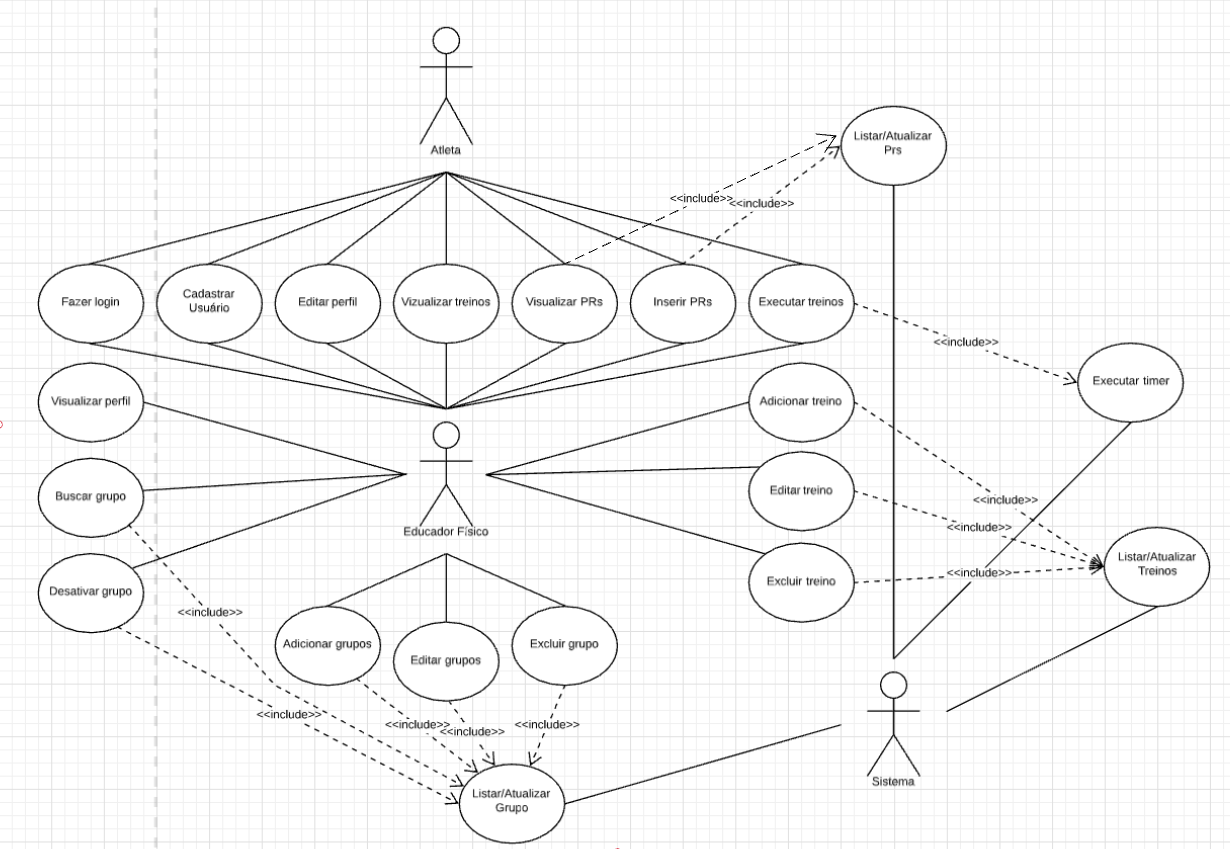 Atleta
Listar/Atualizar
Prs
<<include>>
<<include>>
Fazer login
Cadastrar
Usuário
Editar perfil
Vizualizar treinos
Visualizar PRs
Inserir PRs
Executar treinos
<<include>>
Executar timer
Visualizar perfil
Adicionar treino
Buscar grupo
Editar treino
<<include>>
<<include>>
Educador Físico
Listar/Atualizar
Treinos
<<include>>
Excluir treino
Desativar grupo
<<include>>
Adicionar grupos
Editar grupos
Excluir grupo
<<include>>
<<include>>
<<include>>
<<include>>
Sistema
Listar/Atualizar
Grupo